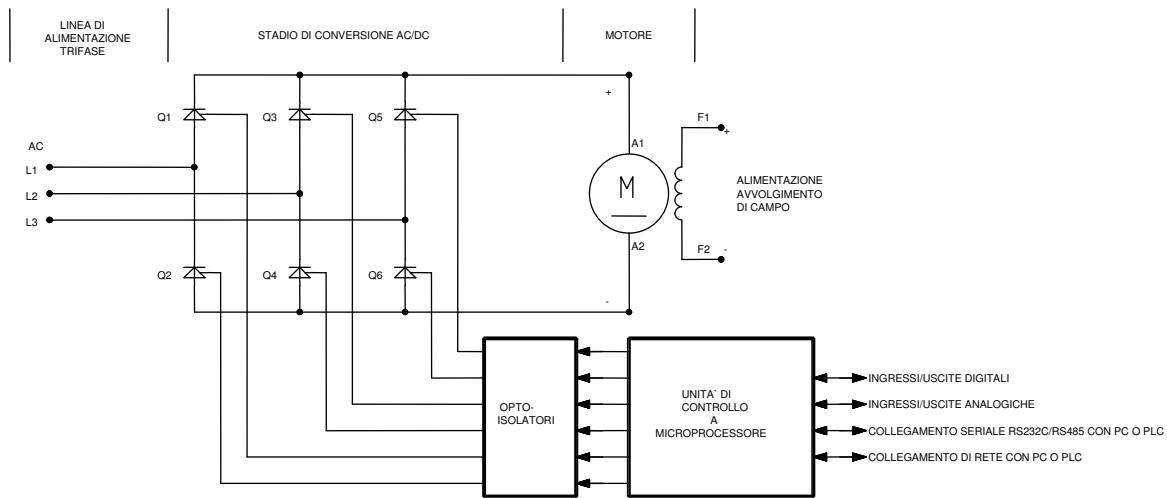 LINEA DI
ALIMENTAZIONE
TRIFASE
STADIO DI CONVERSIONE AC/DC
MOTORE
Q1
Q3
Q5
+
F1
+
AC
A1
L1
M
ALIMENTAZIONE
AVVOLGIMENTO
DI CAMPO
L2
L3
A2
F2
-
Q2
Q4
Q6
-
OPTO-
ISOLATORI
UNITA` DI
CONTROLLO
A
MICROPROCESSORE
INGRESSI/USCITE DIGITALI
INGRESSI/USCITE ANALOGICHE
COLLEGAMENTO SERIALE RS232C/RS485 CON PC O PLC
COLLEGAMENTO DI RETE CON PC O PLC